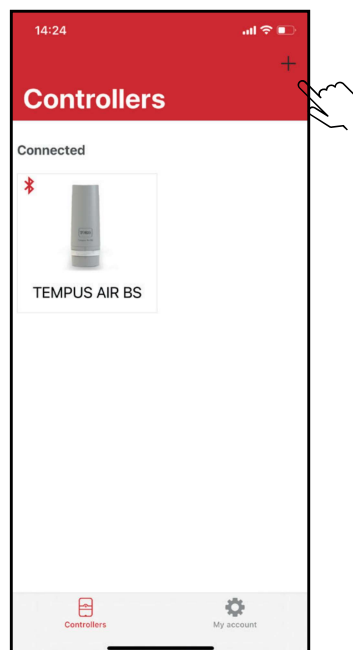 14:24
+
Controllers
Connected
TEMPUS AIR BS
Controllers
My account